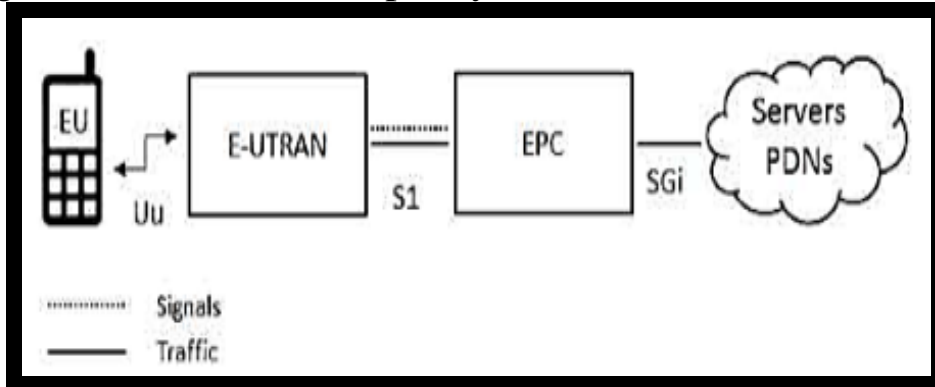 EU
E-UTRAN
EPC
Servers
PDNs
Uu
S1
SGi
Signals
Traffic